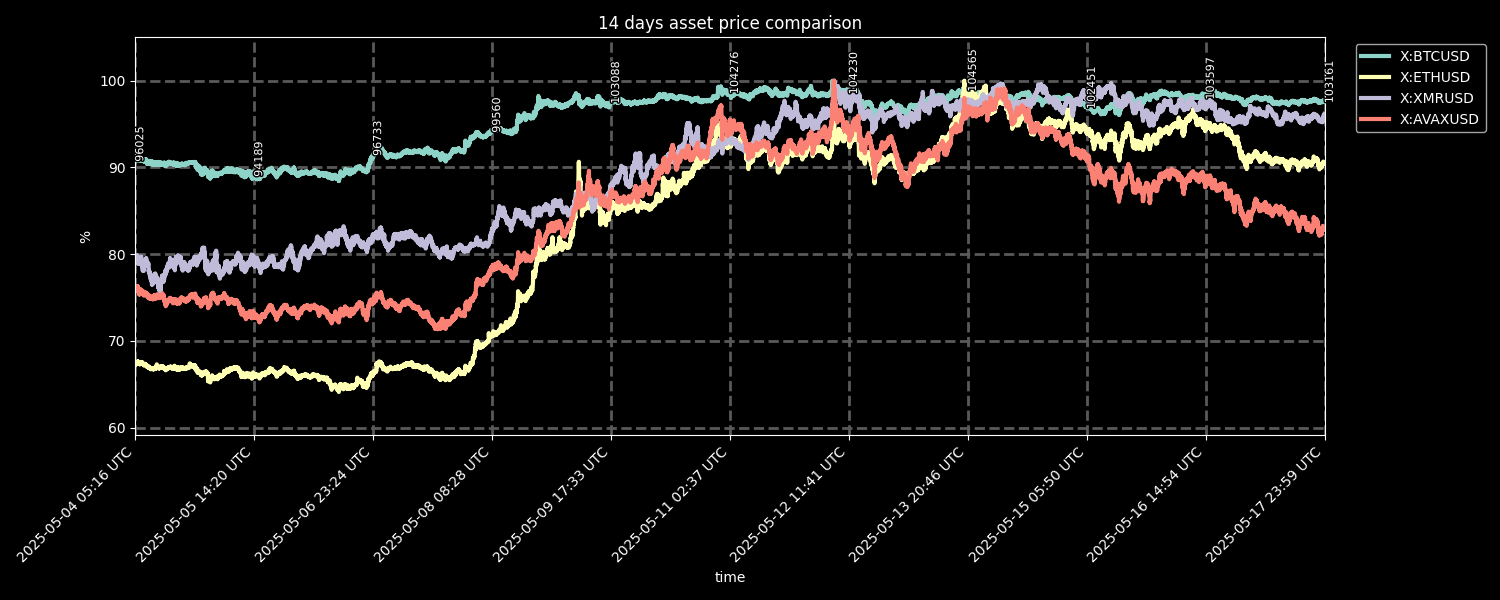 14 days asset price comparison
X:BTCUSD
X:ETHUSD
X:XMRUSD
X:AVAXUSD
%
100
90
80
70
60
96025
94189
96733
99560
103088
104276
104230
104565
102451
103597
103161
2025-05-04 05:16 UTC
2025-05-05 14:20 UTC
2025-05-06 23:24 UTC
2025-05-08 08:28 UTC
2025-05-09 17:33 UTC
2025-05-11 02:37 UTC
2025-05-12 11:41 UTC
2025-05-13 20:46 UTC
2025-05-15 05:50 UTC
2025-05-16 14:54 UTC
2025-05-17 23:59 UTC
time